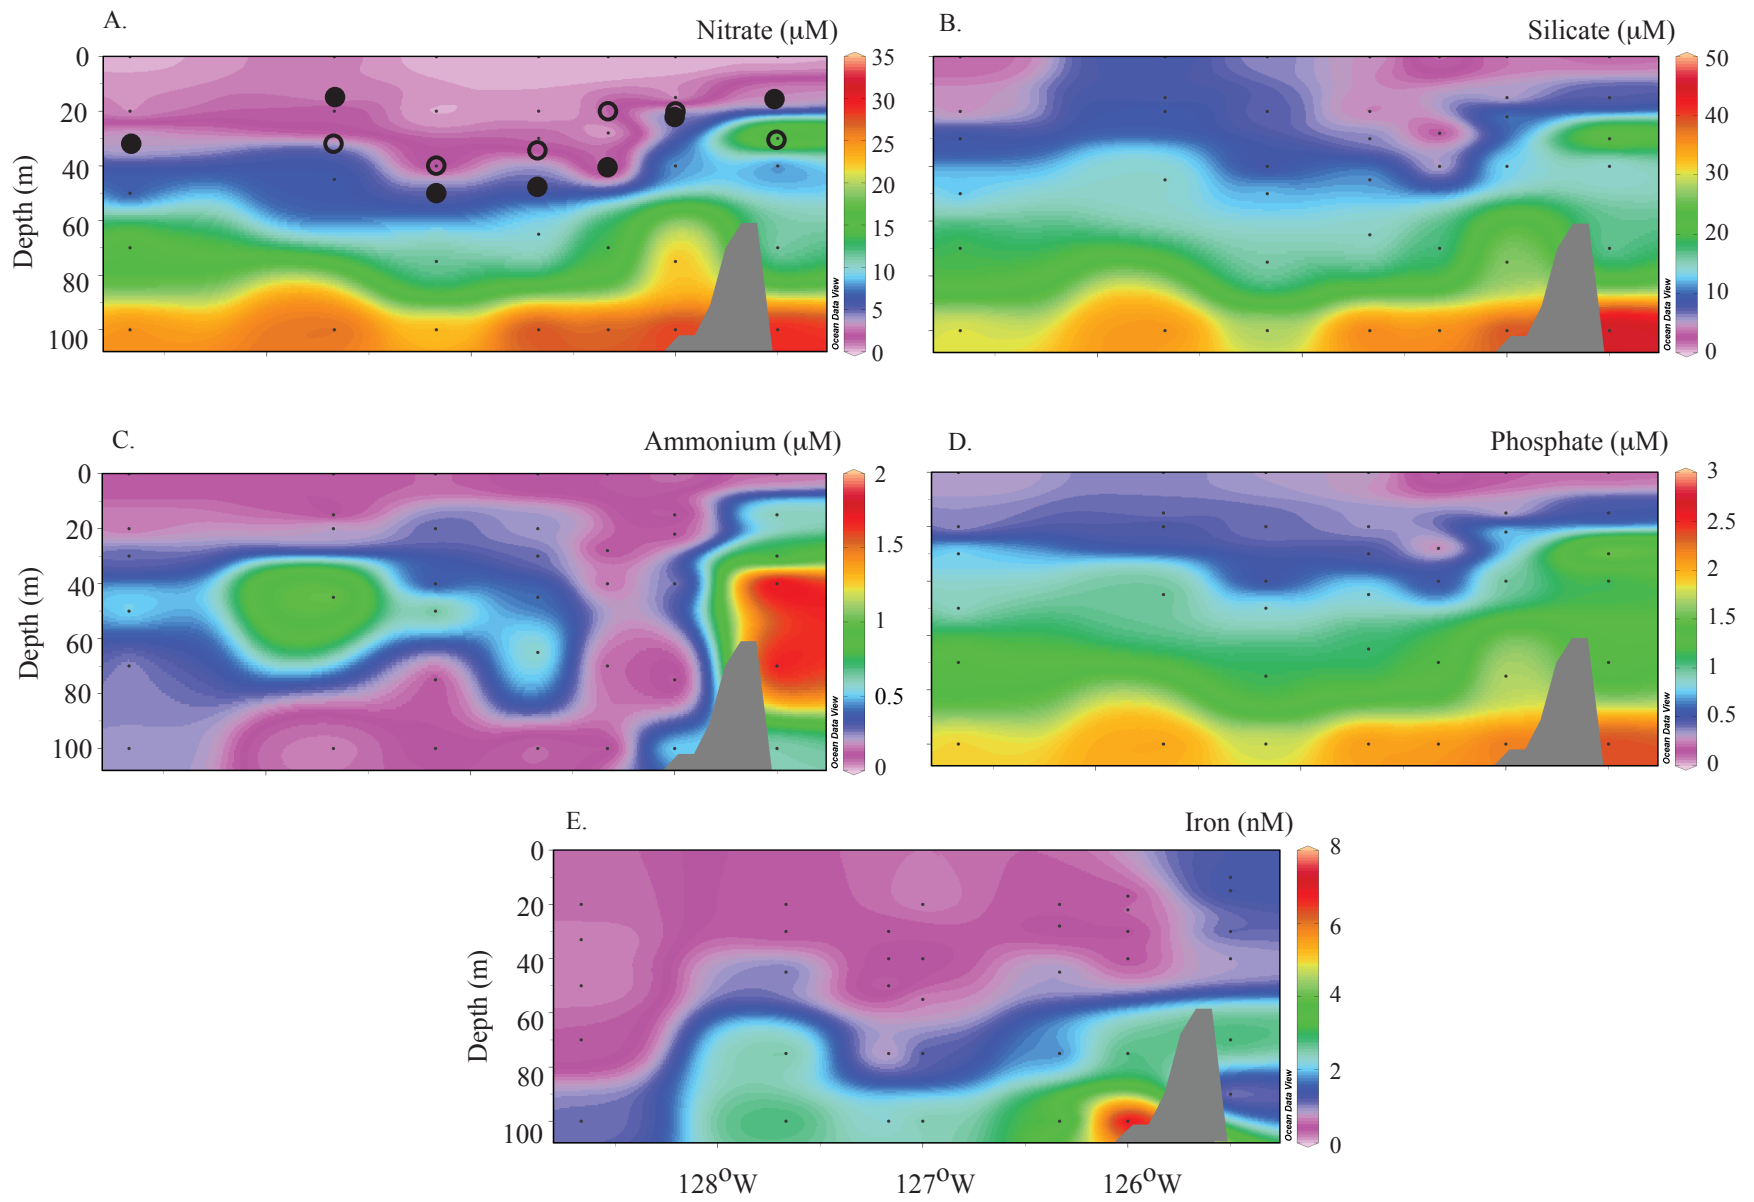 A.
Nitrate (µM)
0
20
40
60
80
100
Depth (m)
35
30
25
20
15
10
5
0
Ocean Data View
B.
Silicate (µM)
50
40
30
20
10
0
Ocean Data View
C.
Ammonium (µM)
0
20
40
60
80
100
Depth (m)
2
1.5
1
0.5
0
Ocean Data View
D.
Phosphate (µM)
3
2.5
2
1.5
1
0.5
0
Ocean Data View
E.
Iron (nM)
0
20
40
60
80
100
Depth (m)
8
6
4
2
0
Ocean Data View
128°W 127°W 126°W